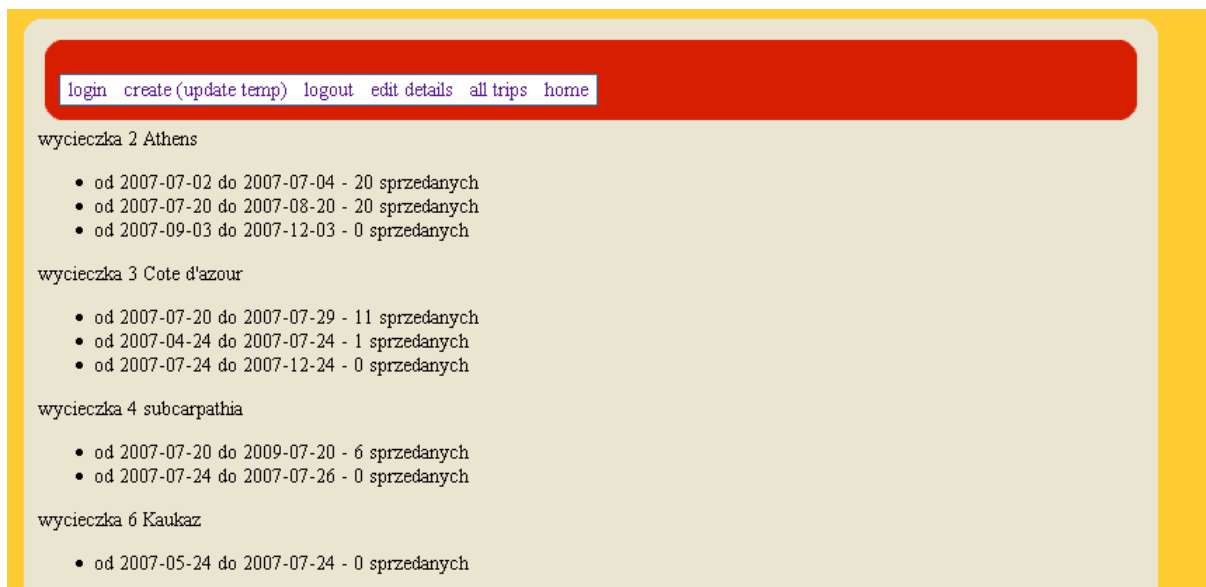 login create (update temp) logout edit details all trips home
wycieczka 2 Athens
• od 2007-07-02 do 2007-07-04 - 20 sprzedanych
• od 2007-07-20 do 2007-08-20 - 20 sprzedanych
• od 2007-09-03 do 2007-12-03 - 0 sprzedanych
wycieczka 3 Cote d'azour
• od 2007-07-20 do 2007-07-29 - 11 sprzedanych
• od 2007-04-24 do 2007-07-24 - 1 sprzedanych
• od 2007-07-24 do 2007-12-24 - 0 sprzedanych
wycieczka 4 subcarpathia
• od 2007-07-20 do 2009-07-20 - 6 sprzedanych
• od 2007-07-24 do 2007-07-26 - 0 sprzedanych
wycieczka 6 Kaukaz
• od 2007-05-24 do 2007-07-24 - 0 sprzedanych